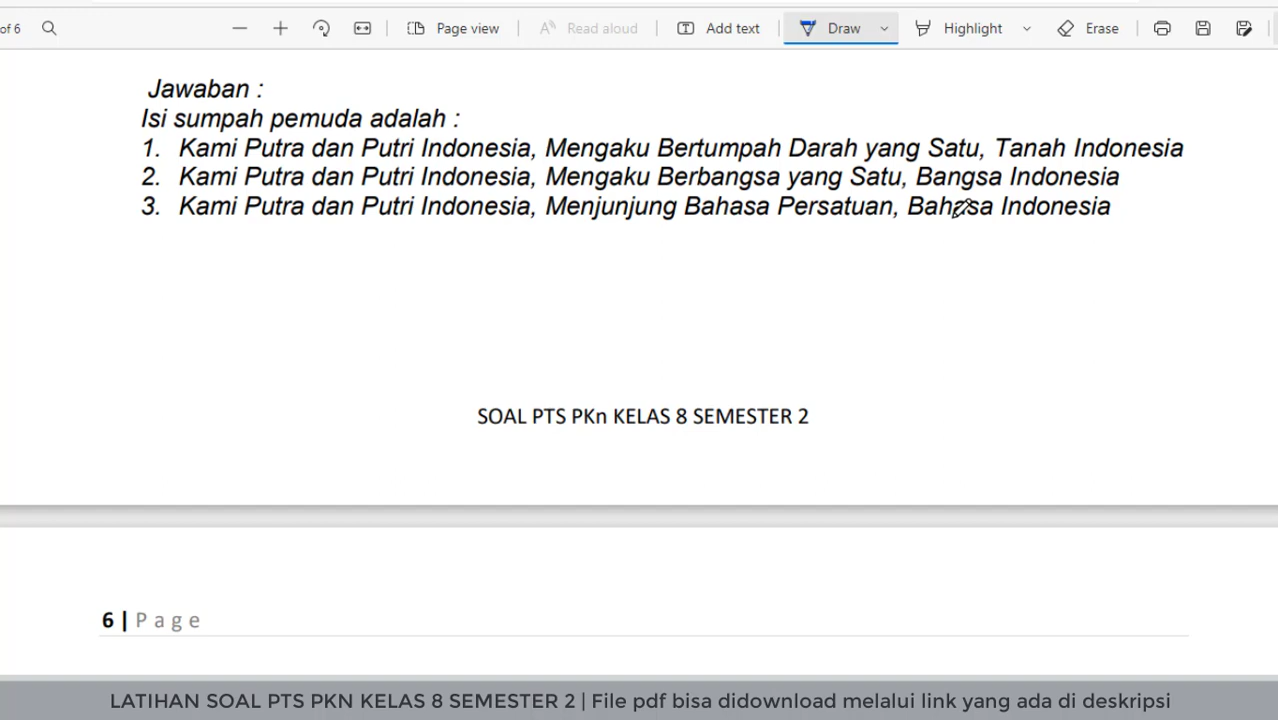 of 6
Page view
Read aloud
Add text
Draw
Highlight
Erase
Jawaban :
Isi sumpah pemuda adalah :
1. Kami Putra dan Putri Indonesia, Mengaku Bertumpah Darah yang Satu, Tanah Indonesia
2. Kami Putra dan Putri Indonesia, Mengaku Berbangsa yang Satu, Bangsa Indonesia
3. Kami Putra dan Putri Indonesia, Menjunjung Bahasa Persatuan, Bahasa Indonesia
SOAL PTS PKn KELAS 8 SEMESTER 2
6 | P a g e
LATIHAN SOAL PTS PKN KELAS 8 SEMESTER 2 | File pdf bisa didownload melalui link yang ada di deskripsi